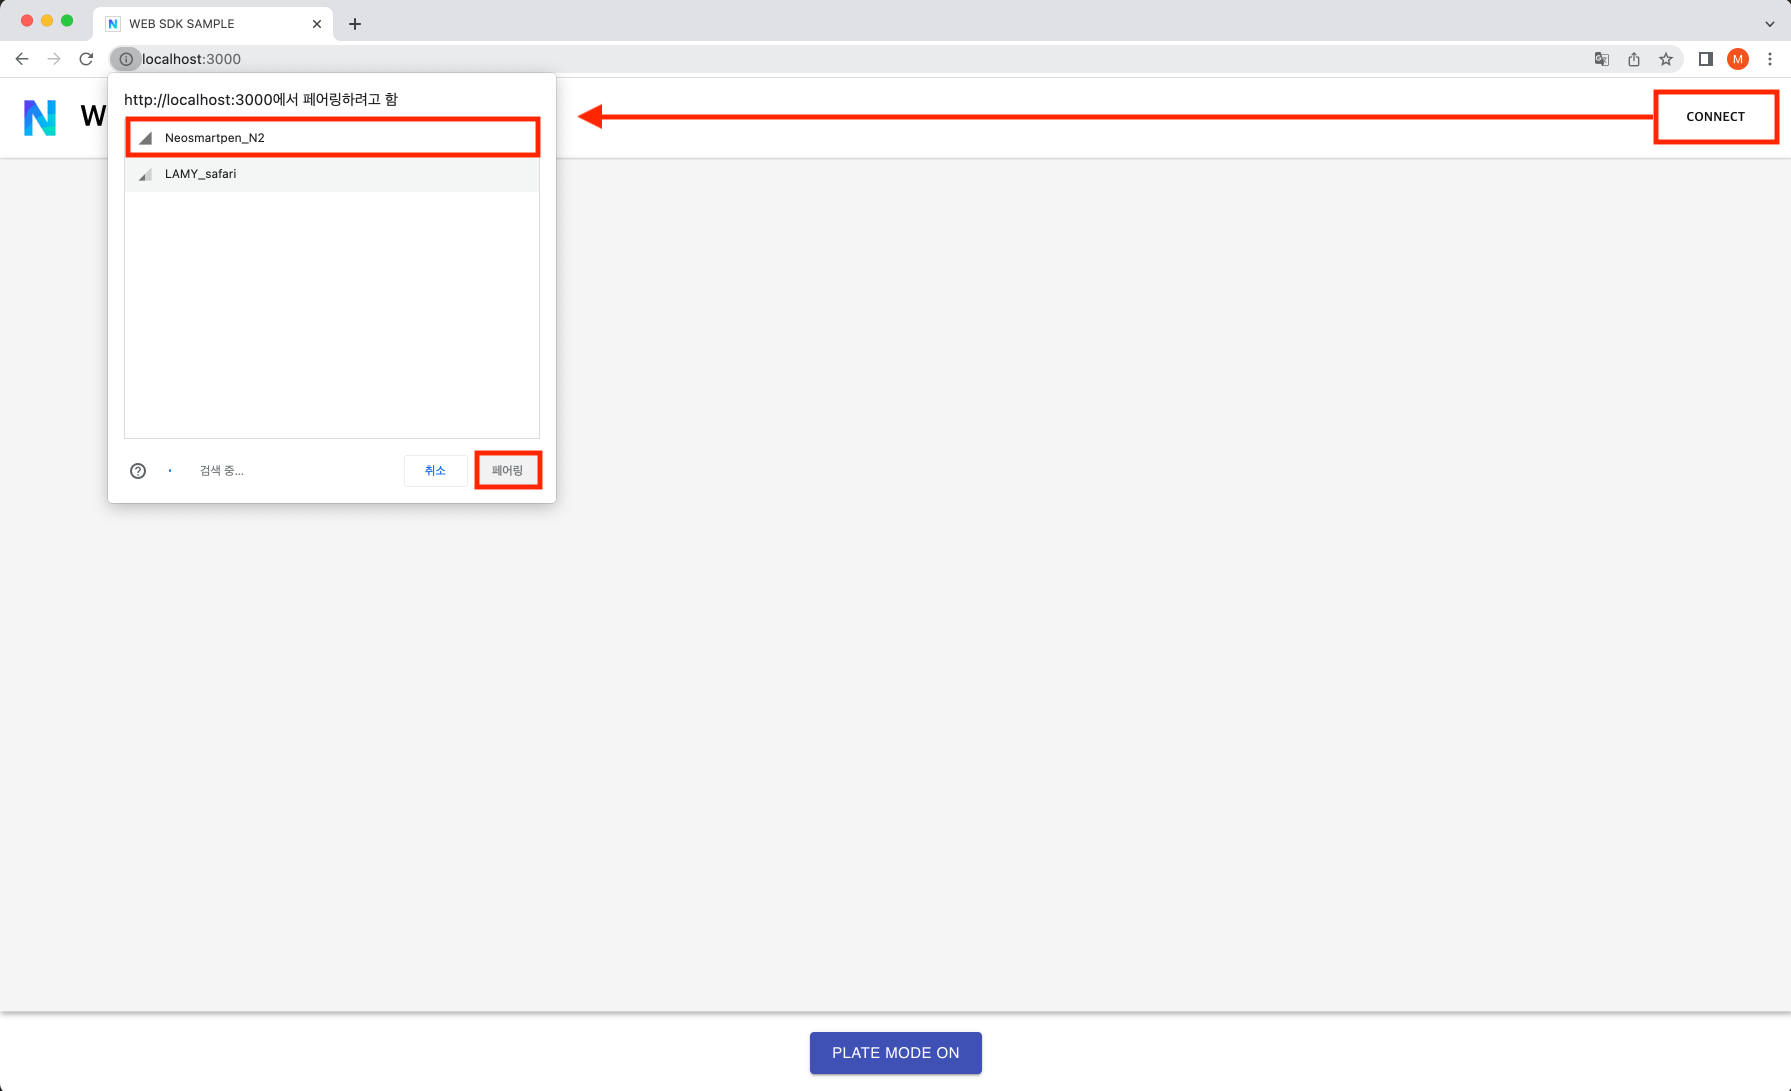 WEB SDK SAMPLE
localhost:3000
M
W
http://localhost:3000에서 페어링하려고 함
CONNECT
Neosmartpen_N2
LAMY_safari
검색 중...
취소
페어링
PLATE MODE ON